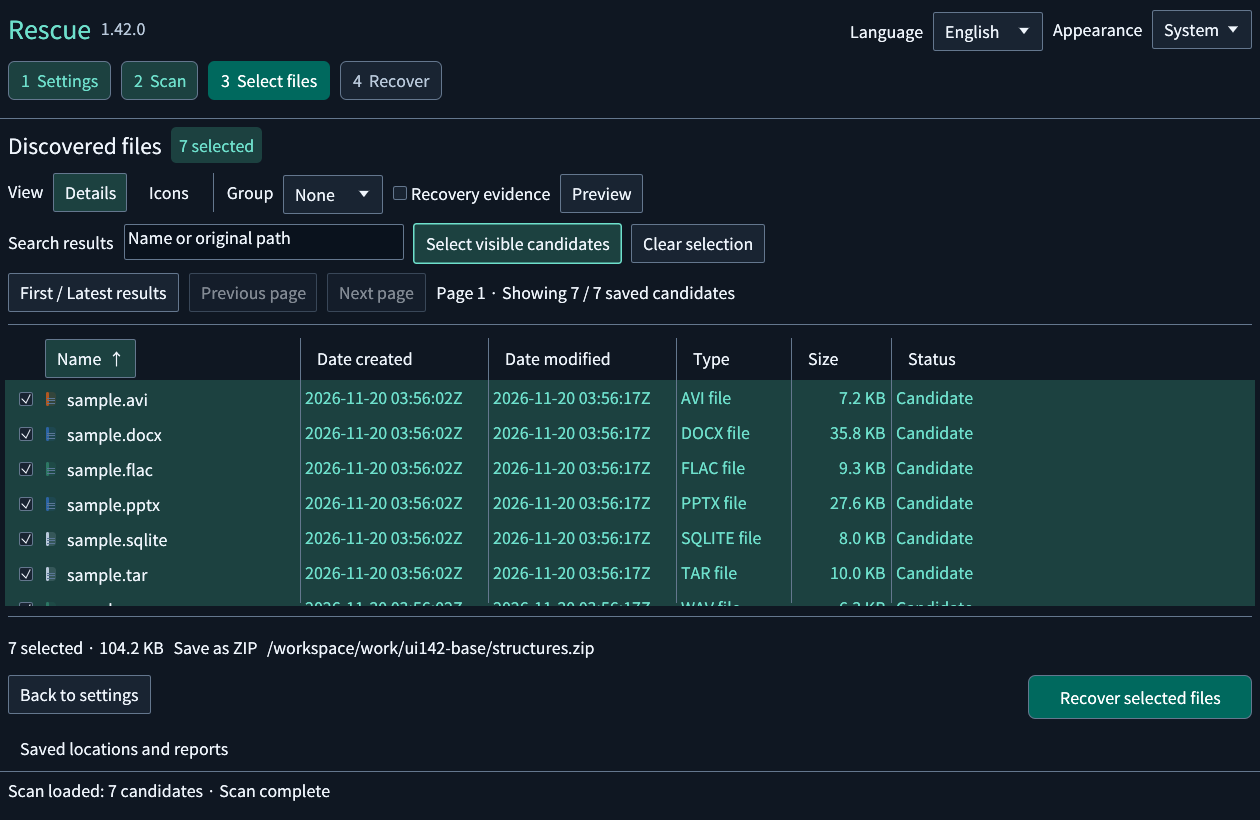 Rescue 1.42.0
Language English Appearance System
1 Settings 2 Scan 3 Select files 4 Recover
Discovered files 7 selected
View Details Icons Group None Recovery evidence Preview
Search results Name or original path Select visible candidates Clear selection
First / Latest results Previous page Next page Page 1 · Showing 7 / 7 saved candidates
Name ↑ Date created Date modified Type Size Status
sample.avi 2026-11-20 03:56:02Z 2026-11-20 03:56:17Z AVI file 7.2 KB Candidate
sample.docx 2026-11-20 03:56:02Z 2026-11-20 03:56:17Z DOCX file 35.8 KB Candidate
sample.flac 2026-11-20 03:56:02Z 2026-11-20 03:56:17Z FLAC file 9.3 KB Candidate
sample.pptx 2026-11-20 03:56:02Z 2026-11-20 03:56:17Z PPTX file 27.6 KB Candidate
sample.sqlite 2026-11-20 03:56:02Z 2026-11-20 03:56:17Z SQLITE file 8.0 KB Candidate
sample.tar 2026-11-20 03:56:02Z 2026-11-20 03:56:17Z TAR file 10.0 KB Candidate
7 selected · 104.2 KB Save as ZIP /workspace/work/ui142-base/structures.zip
Back to settings Recover selected files
Saved locations and reports
Scan loaded: 7 candidates · Scan complete